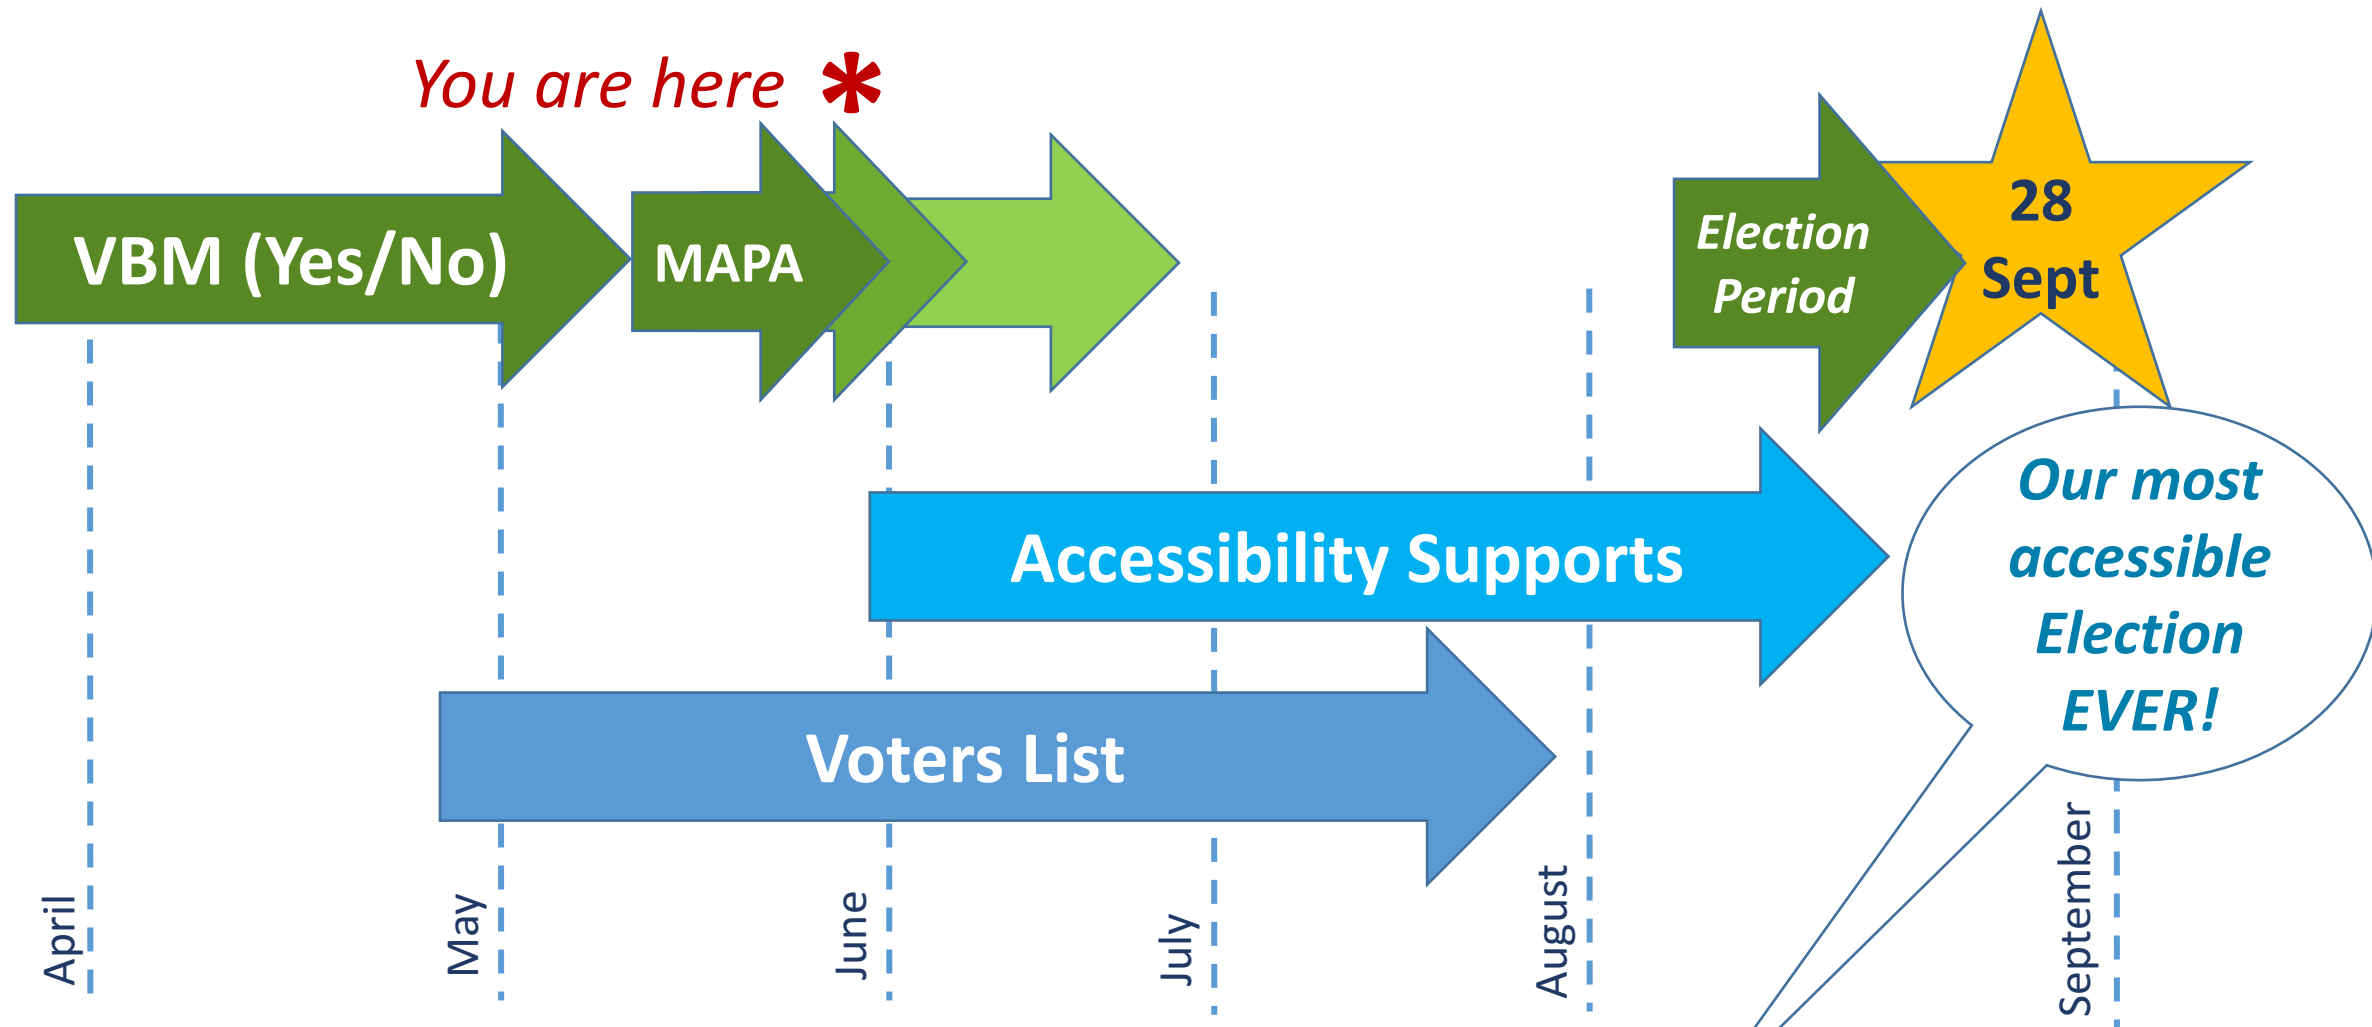 You are here *
VBM (Yes/No)
MAPA
Election
Period
28
Sept
Accessibility Supports
Our most
accessible
Election
EVER!
Voters List
April
May
June
July
August
September